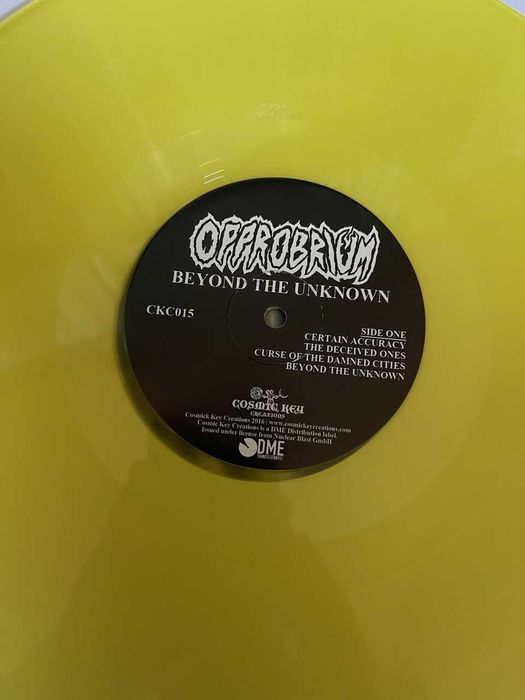 OPPROBRIUM
BEYOND THE UNKNOWN
CKC015
SIDE ONE
CERTAIN ACCURACY
THE DECEIVED ONES
CURSE OF THE DAMNED CITIES
BEYOND THE UNKNOWN
COSMIC KEY
CREATIONS
Cosmick Key Creations 2016 | www.cosmickeycreations.com
Cosmic Key Creations is a DME Distribution label.
Issued under license from Nuclear Blast GmbH
DME